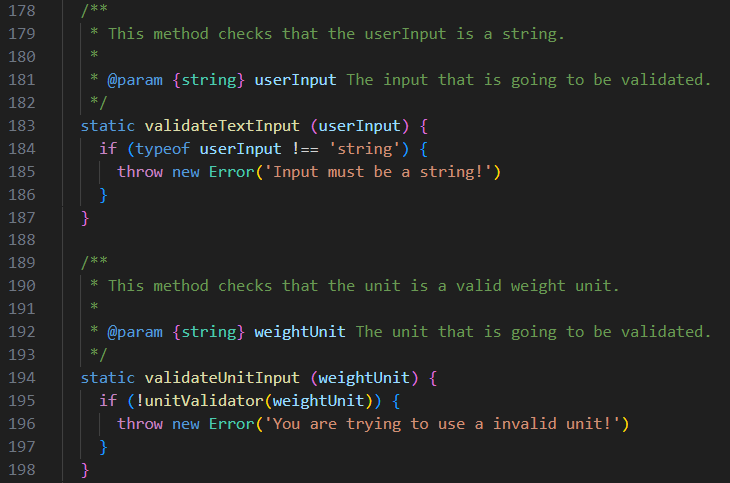 178 /**
179 * This method checks that the userInput is a string.
180 *
181 * @param {string} userInput The input that is going to be validated.
182 */
183 static validateTextInput (userInput) {
184 if (typeof userInput !== 'string') {
185 throw new Error('Input must be a string!')
186 }
187 }
188
189 /**
190 * This method checks that the unit is a valid weight unit.
191 *
192 * @param {string} weightUnit The unit that is going to be validated.
193 */
194 static validateUnitInput (weightUnit) {
195 if (!unitValidator(weightUnit)) {
196 throw new Error('You are trying to use a invalid unit!')
197 }
198 }